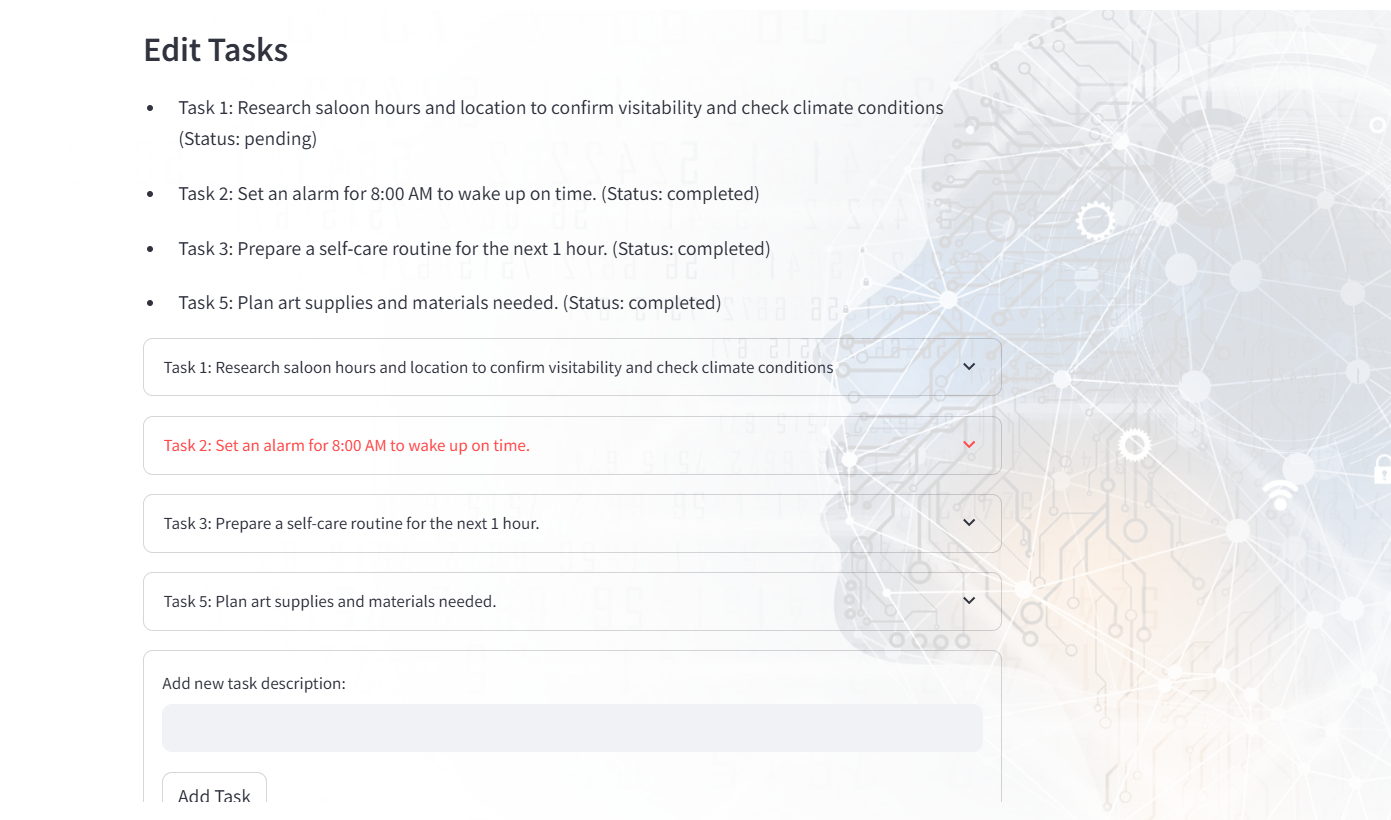 Edit Tasks
Task 1: Research saloon hours and location to confirm visitability and check climate conditions
(Status: pending)
Task 2: Set an alarm for 8:00 AM to wake up on time. (Status: completed)
Task 3: Prepare a self-care routine for the next 1 hour. (Status: completed)
Task 5: Plan art supplies and materials needed. (Status: completed)
Task 1: Research saloon hours and location to confirm visitability and check climate conditions
Task 2: Set an alarm for 8:00 AM to wake up on time.
Task 3: Prepare a self-care routine for the next 1 hour.
Task 5: Plan art supplies and materials needed.
Add new task description:
Add Task